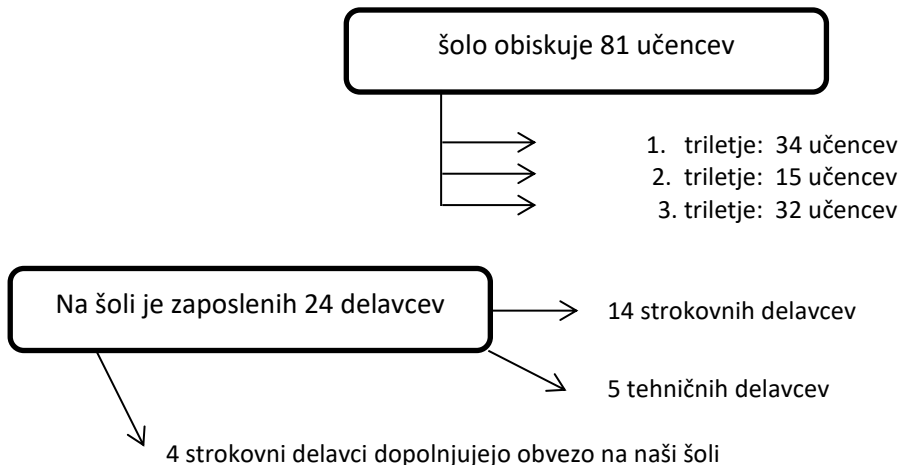 šolo obiskuje 81 učencev
1. triletje: 34 učencev
2. triletje: 15 učencev
3. triletje: 32 učencev
Na šoli je zaposlenih 24 delavcev
14 strokovnih delavcev
5 tehničnih delavcev
4 strokovni delavci dopolnjujejo obvezo na naši šoli